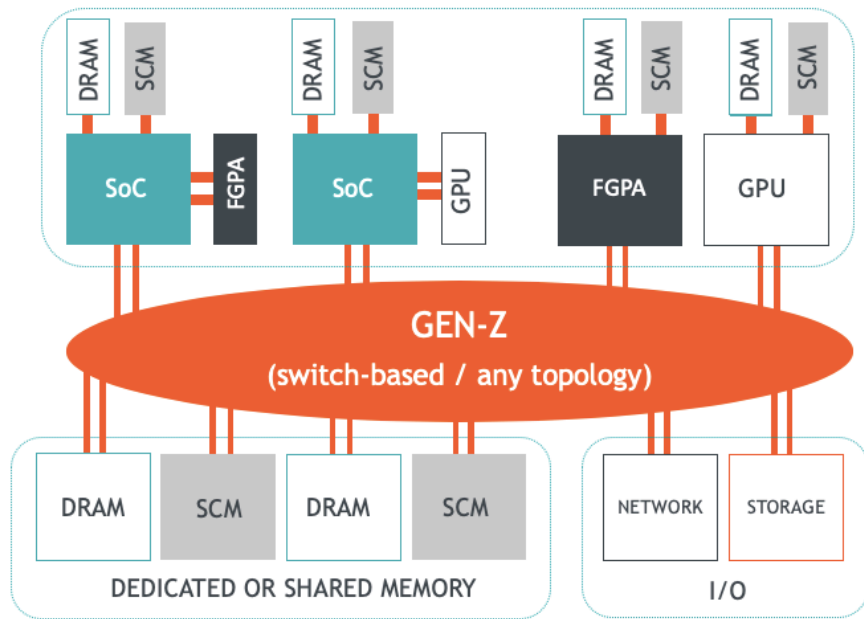 DRAM
SCM
DRAM
SCM
DRAM
SCM
DRAM
SCM
SoC
FGPA
SoC
GPU
FGPA
GPU
GEN-Z
(switch-based / any topology)
DRAM
SCM
DRAM
SCM
NETWORK
STORAGE
DEDICATED OR SHARED MEMORY
I/O